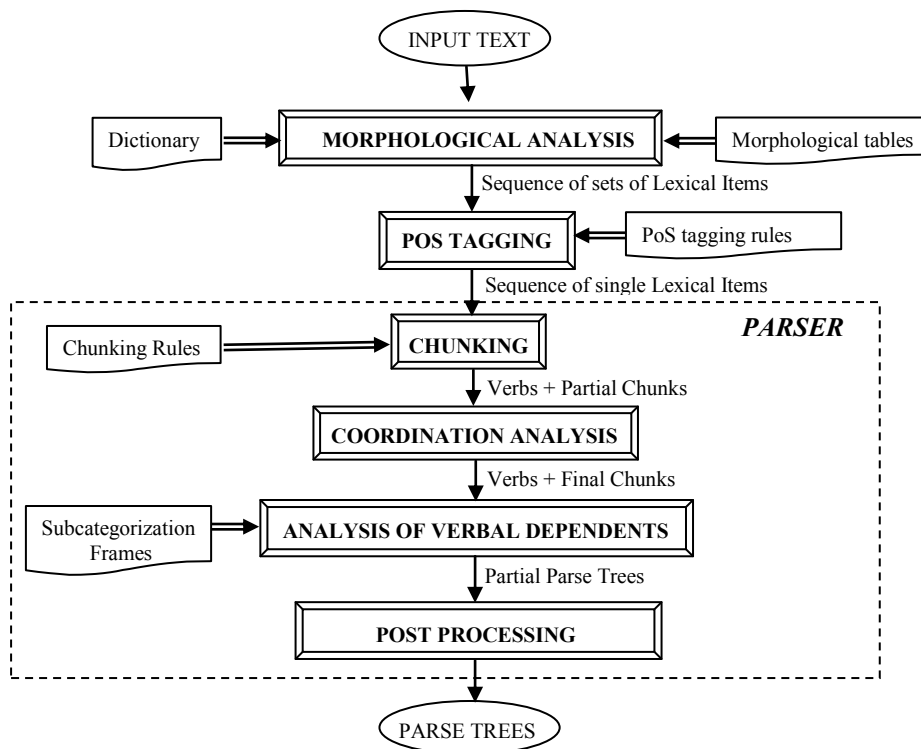 INPUT TEXT
Dictionary
MORPHOLOGICAL ANALYSIS
Morphological tables
Sequence of sets of Lexical Items
POS TAGGING
PoS tagging rules
Sequence of single Lexical Items
PARSER
Chunking Rules
CHUNKING
Verbs + Partial Chunks
COORDINATION ANALYSIS
Verbs + Final Chunks
Subcategorization
Frames
ANALYSIS OF VERBAL DEPENDENTS
Partial Parse Trees
POST PROCESSING
PARSE TREES